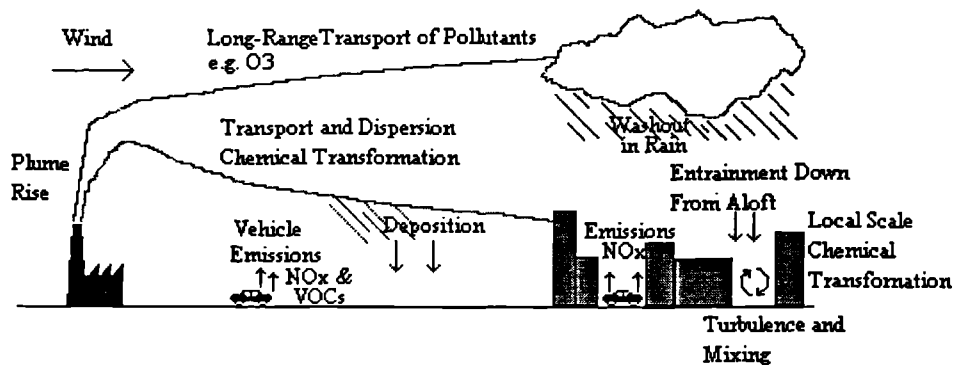 Wind
Long-RangeTransport of Pollutants
e.g. O3
Transport and Dispersion
Chemical Transformation
Plume
Rise
Washout
in Rain
Entrainment Down
From Aloft
Vehicle
Emissions
NOx &
VOCs
Deposition
Emissions
NOx
Local Scale
Chemical
Transformation
Turbulence and
Mixing